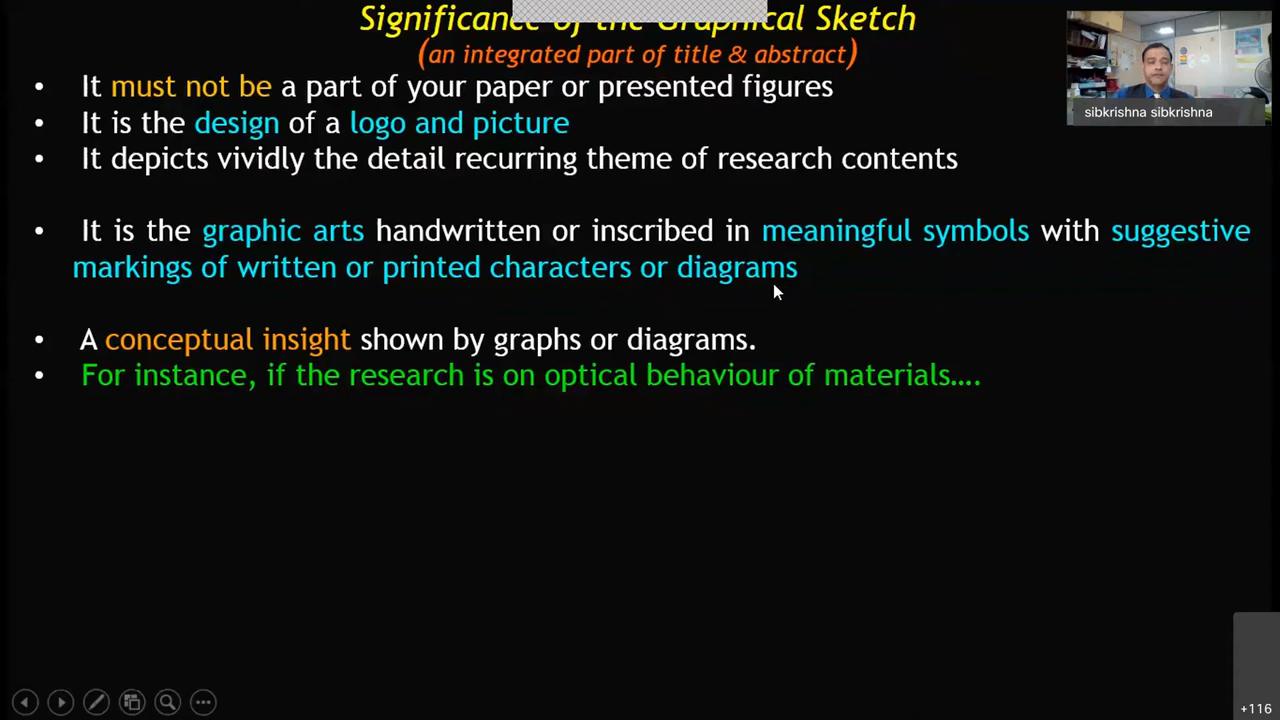 Significance of the Graphical Sketch
(an integrated part of title & abstract)
• It must not be a part of your paper or presented figures
• It is the design of a logo and picture
• It depicts vividly the detail recurring theme of research contents
• It is the graphic arts handwritten or inscribed in meaningful symbols with suggestive
markings of written or printed characters or diagrams
• A conceptual insight shown by graphs or diagrams.
• For instance, if the research is on optical behaviour of materials....
sibkrishna sibkrishna
+116